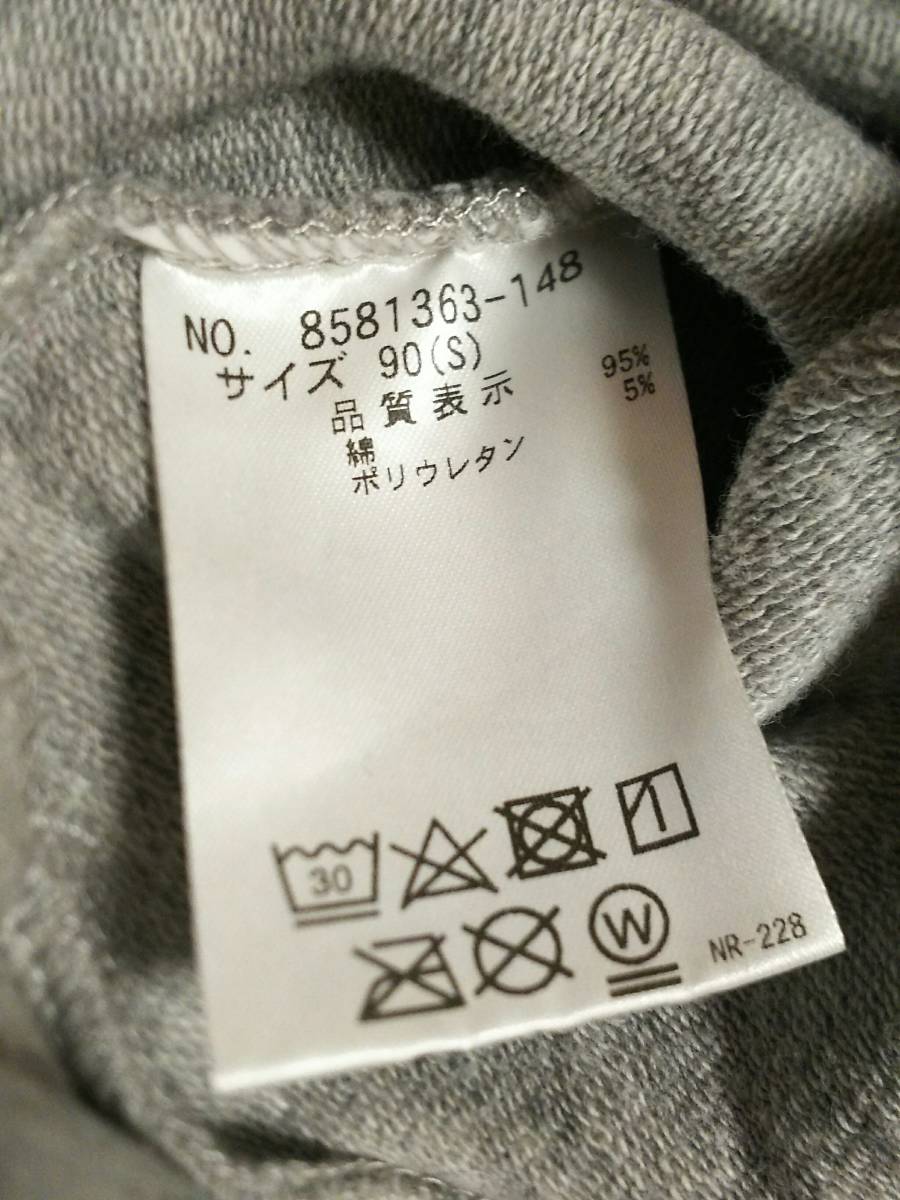 NO. 8581363-148
サイズ 90(S)
品質表示
綿 95%
ポリウレタン 5%
30
W
NR-228